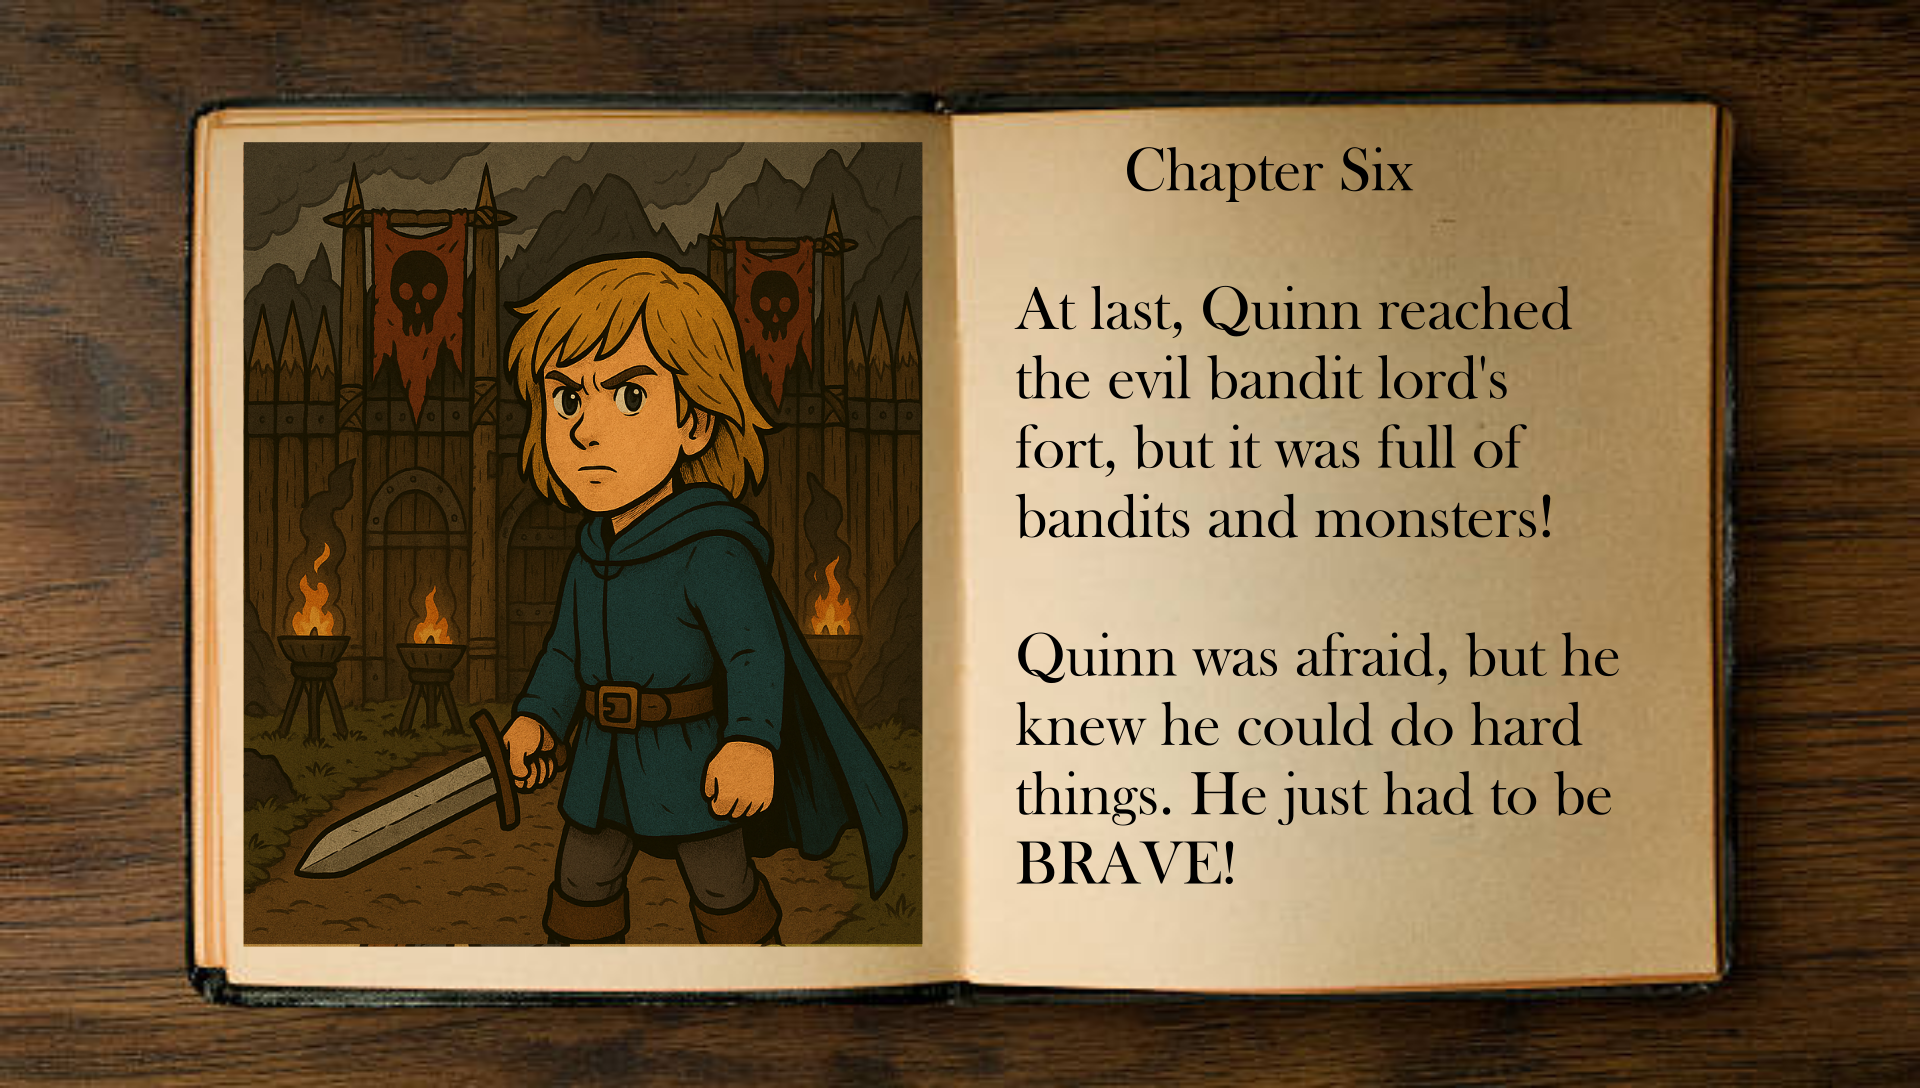 Chapter Six
At last, Quinn reached
the evil bandit lord's
fort, but it was full of
bandits and monsters!
Quinn was afraid, but he
knew he could do hard
things. He just had to be
BRAVE!